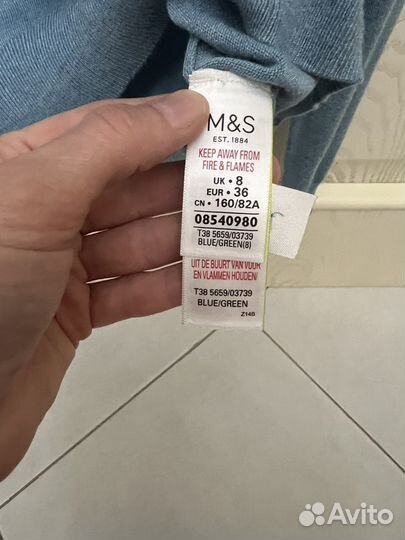 M&S
EST. 1884
KEEP AWAY FROM
FIRE & FLAMES
UK • 8
EUR • 36
CN • 160/82A
08540980
T38 5659/03739
BLUE/GREEN(8)
UIT DE BUURT VAN VUUR
EN VLAMMEN HOUDEN/
T38 5659/03739
BLUE/GREEN
Z14B
Avito